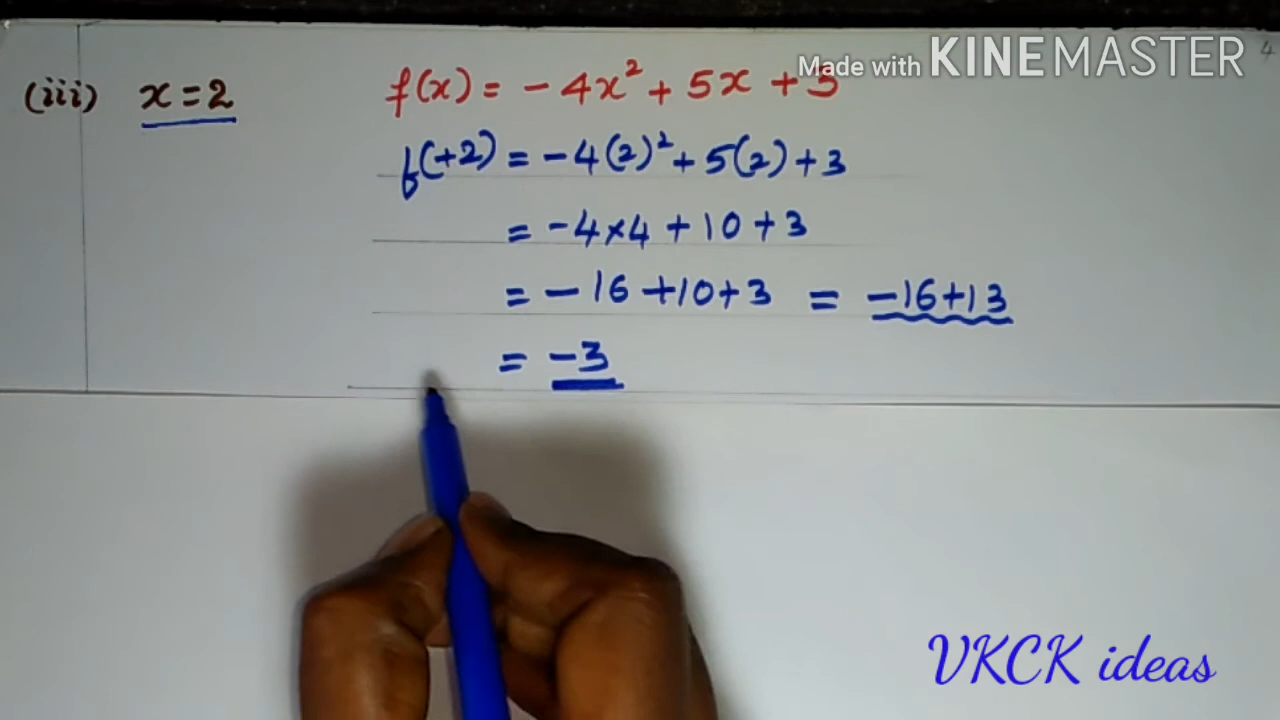 (iii) x=2 f(x) = -4x² + 5x + 3
Made with KINEMASTER
4
f(+2) = -4(2)² + 5(2) + 3
= -4×4 + 10 + 3
= -16 +10+3 = -16+13
= -3
VKCK ideas